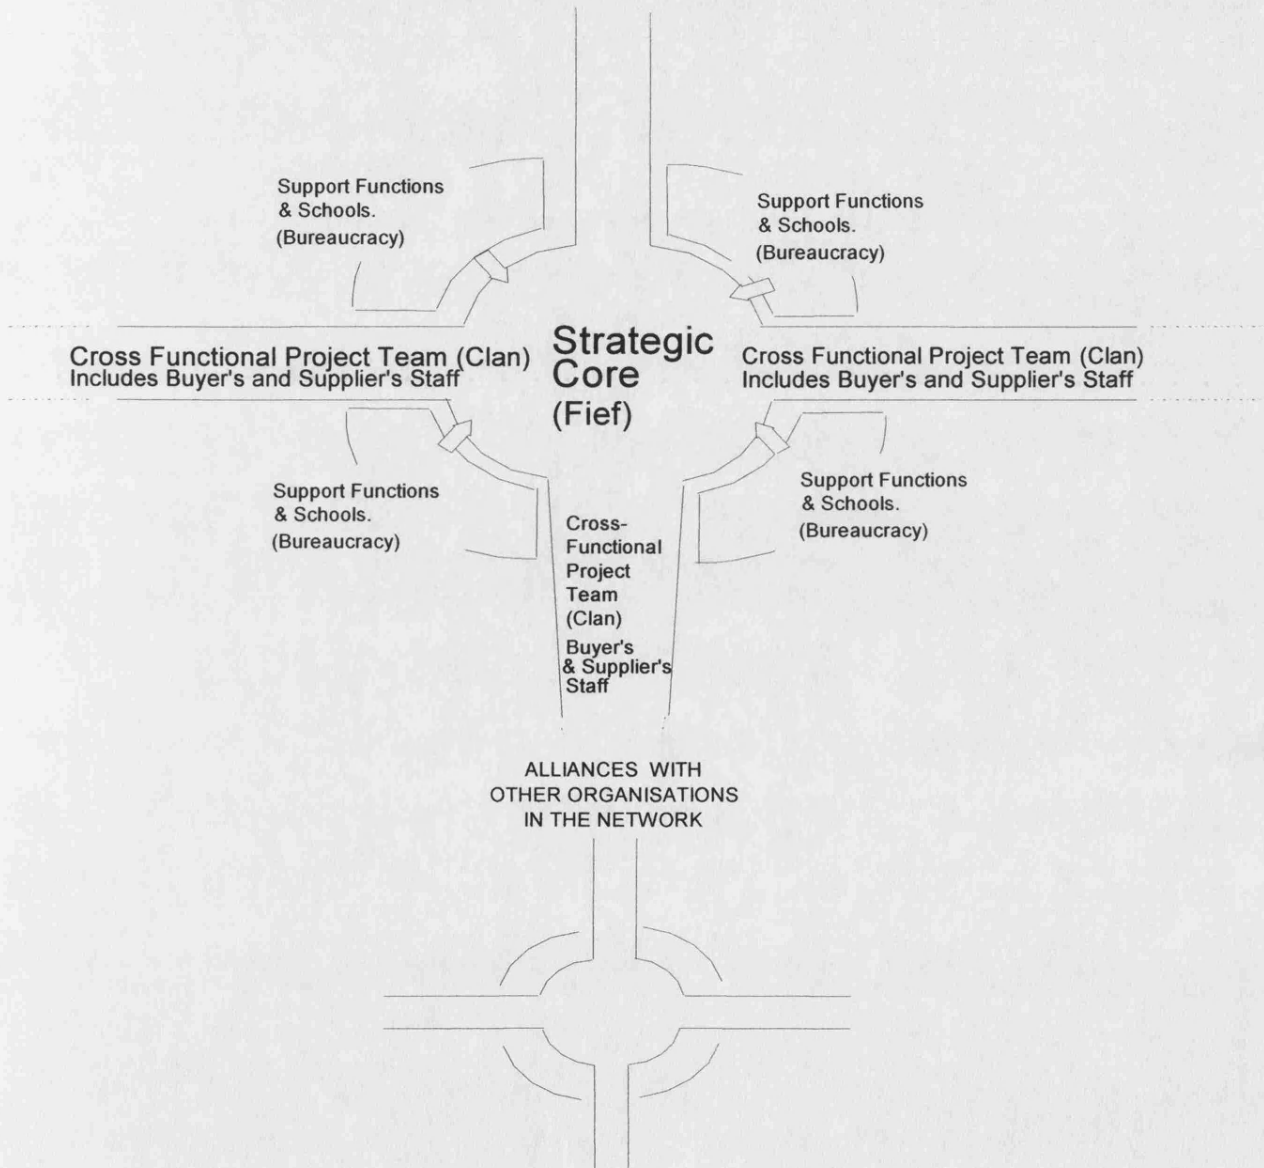 Support Functions
& Schools.
(Bureaucracy)
Support Functions
& Schools.
(Bureaucracy)
Cross Functional Project Team (Clan)
Includes Buyer's and Supplier's Staff
Strategic
Core
(Fief)
Cross Functional Project Team (Clan)
Includes Buyer's and Supplier's Staff
Support Functions
& Schools.
(Bureaucracy)
Support Functions
& Schools.
(Bureaucracy)
Cross-
Functional
Project
Team
(Clan)
Buyer's
& Supplier's
Staff
ALLIANCES WITH
OTHER ORGANISATIONS
IN THE NETWORK